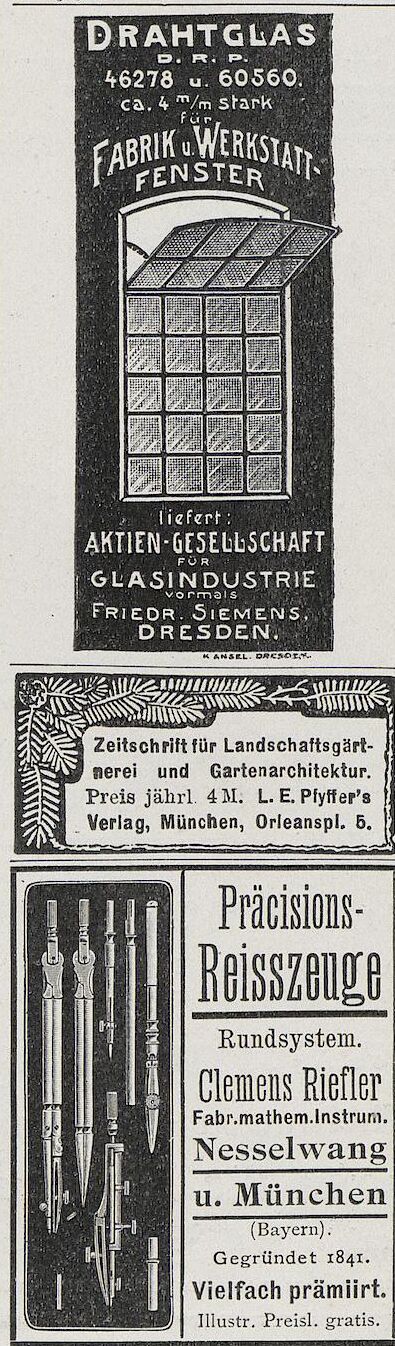 DRAHTGLAS
D. R. P.
46278 u. 60560.
ca. 4 m/m stark
für
FABRIK u. WERKSTATT-
FENSTER
liefert:
AKTIEN-GESELLSCHAFT
FÜR
GLASINDUSTRIE
vormals
FRIEDR. SIEMENS,
DRESDEN.
K ANSEL. DRESDEN.
Zeitschrift für Landschaftsgärt-
nerei und Gartenarchitektur.
Preis jährl. 4 M. L. E. Pfyffer's
Verlag, München, Orleanspl. 5.
Präcisions-
Reisszeuge
Rundsystem.
Clemens Riefler
Fabr. mathem. Instrum.
Nesselwang
u. München
(Bayern).
Gegründet 1841.
Vielfach prämiirt.
Illustr. Preisl. gratis.